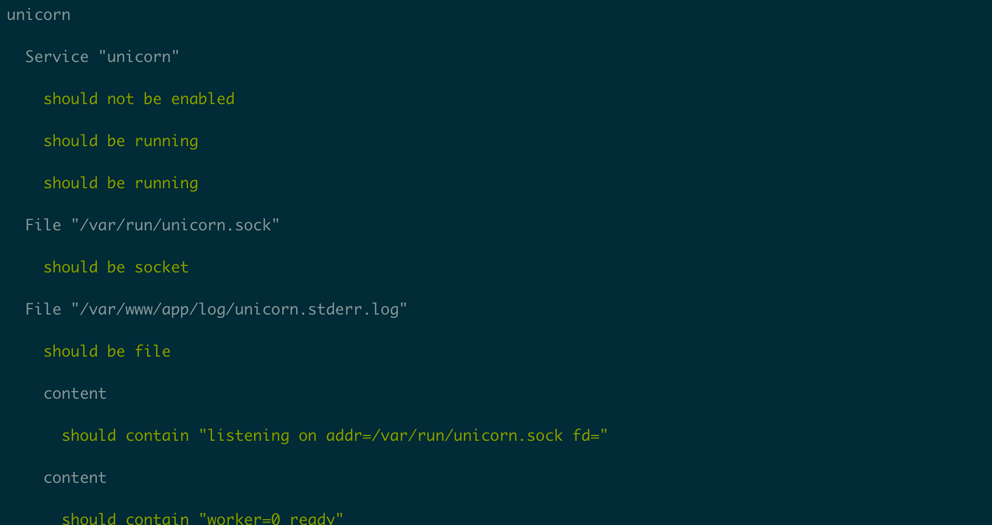 unicorn
Service "unicorn"
should not be enabled
should be running
should be running
File "/var/run/unicorn.sock"
should be socket
File "/var/www/app/log/unicorn.stderr.log"
should be file
content
should contain "listening on addr=/var/run/unicorn.sock fd="
content
should contain "worker=0 ready"